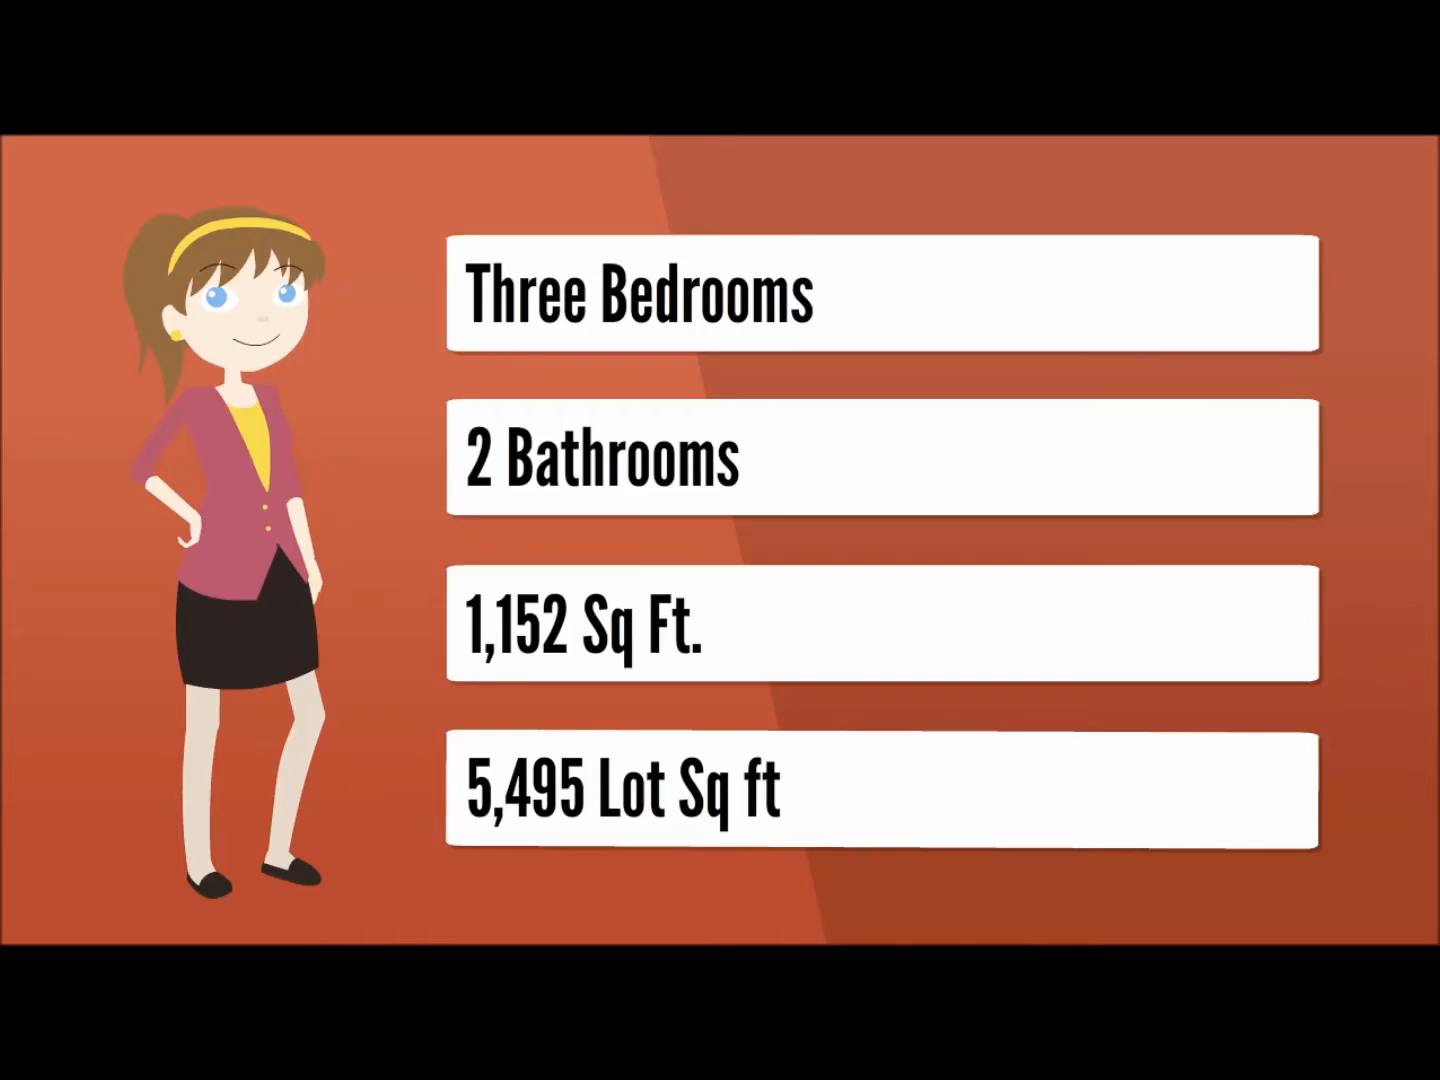 Three Bedrooms
2 Bathrooms
1,152 Sq Ft.
5,495 Lot Sq ft